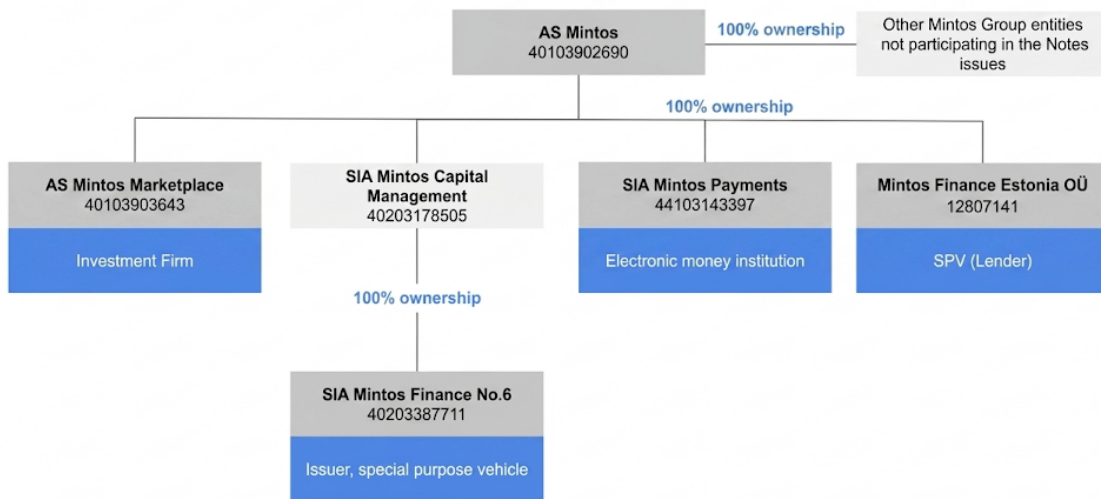 AS Mintos
40103902690
100% ownership
Other Mintos Group entities
not participating in the Notes
issues
100% ownership
AS Mintos Marketplace
40103903643
Investment Firm
SIA Mintos Capital
Management
40203178505
SIA Mintos Payments
44103143397
Electronic money institution
Mintos Finance Estonia OÜ
12807141
SPV (Lender)
100% ownership
SIA Mintos Finance No.6
40203387711
Issuer, special purpose vehicle